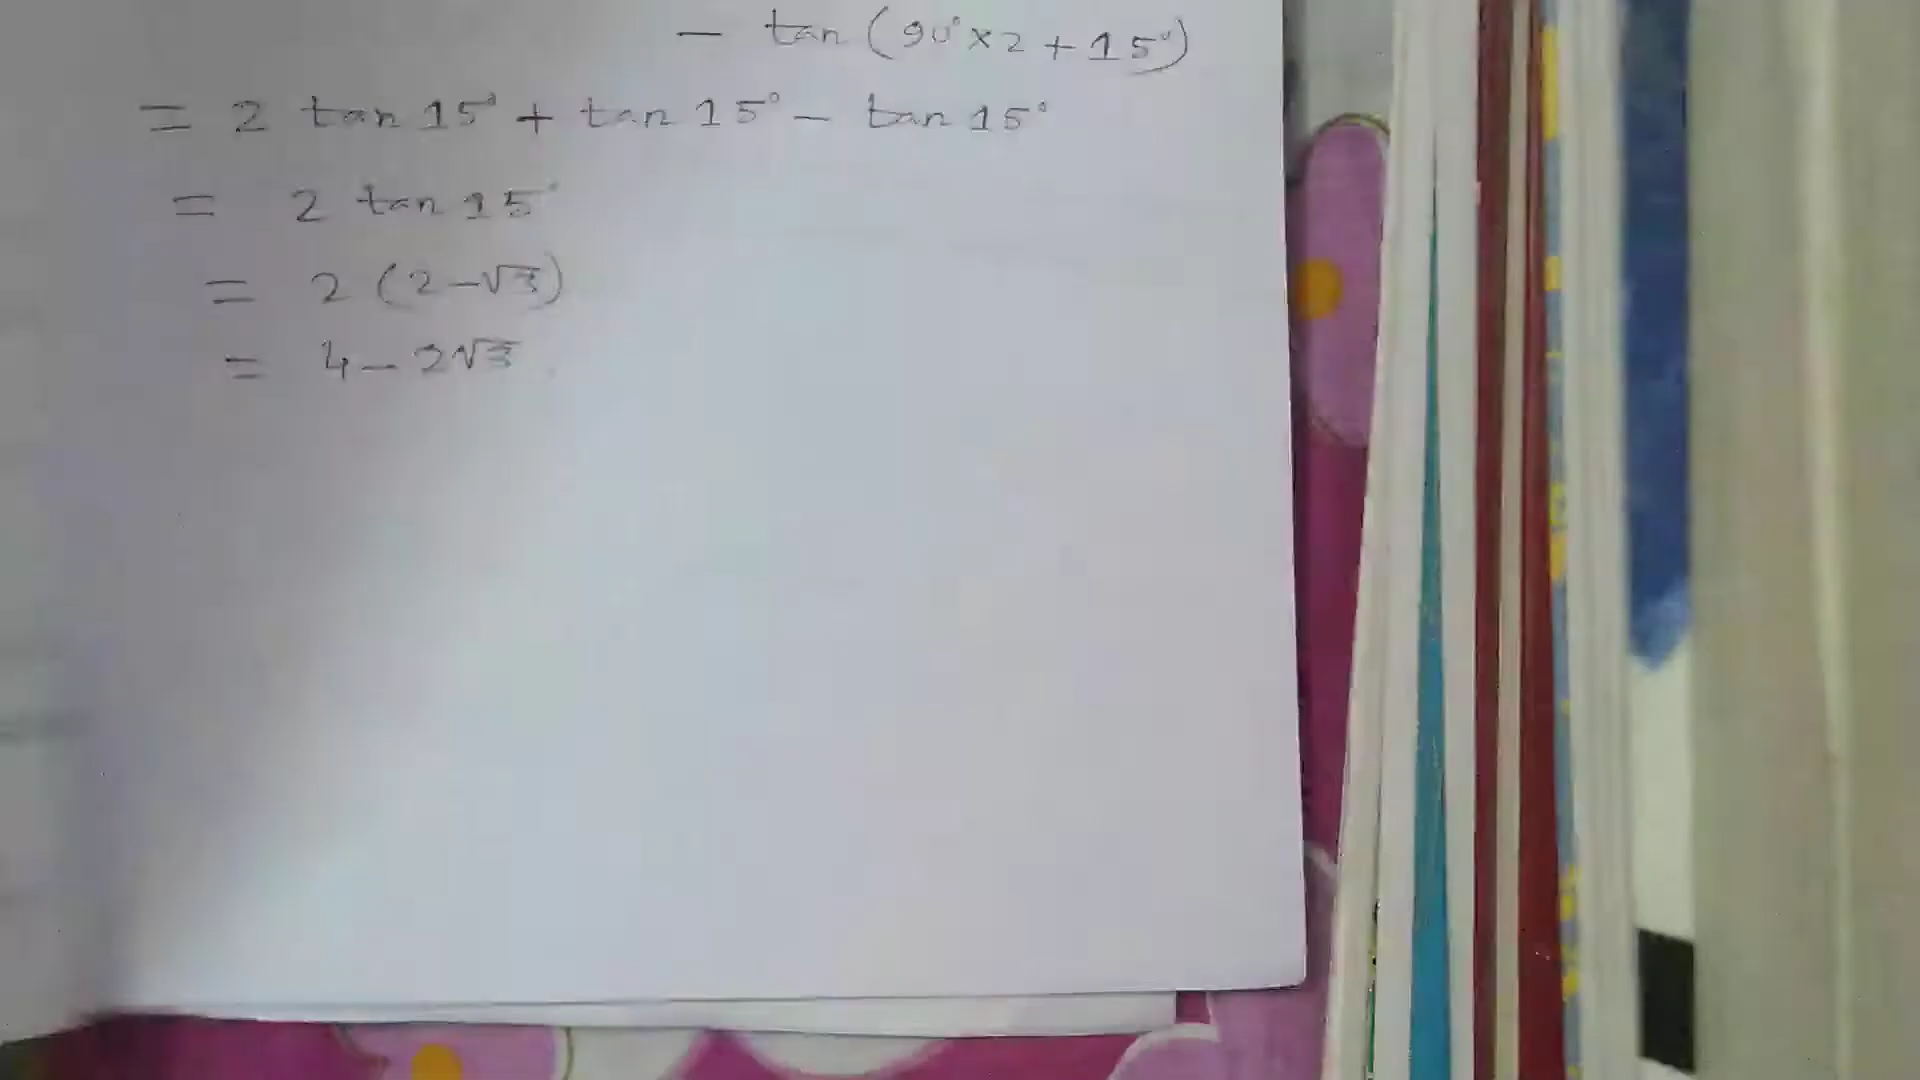 - tan (90°×2 + 15°)
= 2 tan 15° + tan 15° - tan 15°
= 2 tan 15°
= 2 (2-√3)
= 4 - 2√3.